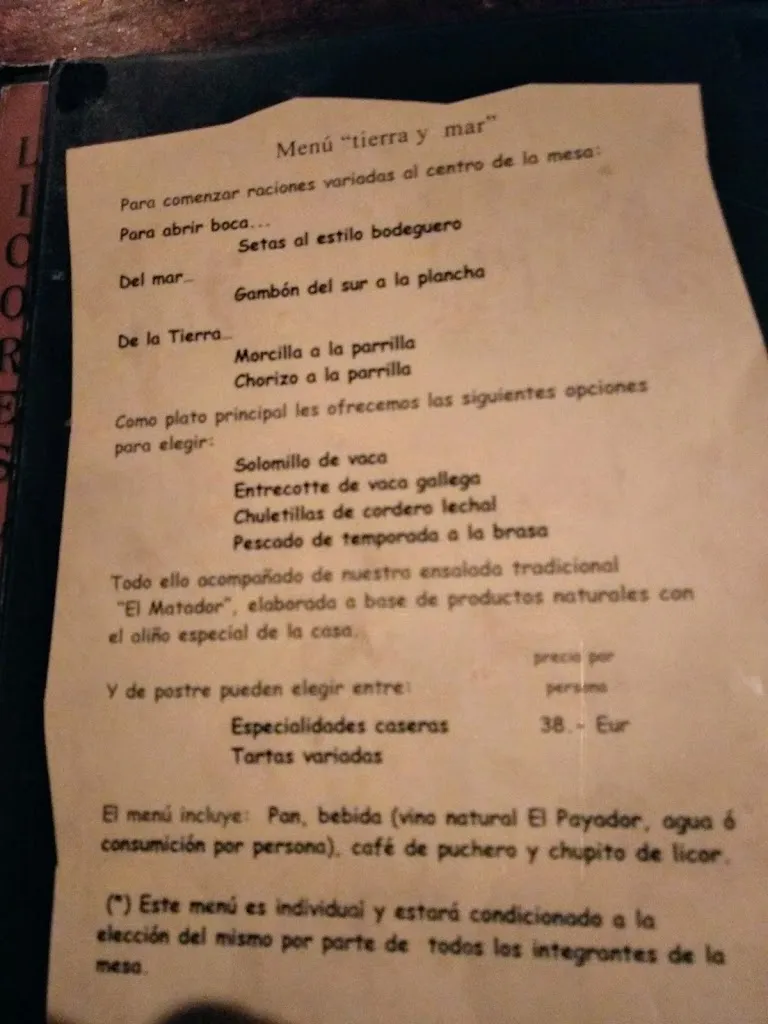 LICORES
Menú "tierra y mar"
Para comenzar raciones variadas al centro de la mesa:
Para abrir boca...
Setas al estilo bodeguero
Del mar...
Gambón del sur a la plancha
De la Tierra...
Morcilla a la parrilla
Chorizo a la parrilla
Como plato principal les ofrecemos las siguientes opciones
para elegir:
Solomillo de vaca
Entrecotte de vaca gallega
Chuletillas de cordero lechal
Pescado de temporada a la brasa
Todo ello acompañado de nuestra ensalada tradicional
"El Matador", elaborada a base de productos naturales con
el aliño especial de la casa.
precio por
Y de postre pueden elegir entre: persona
Especialidades caseras 38.- Eur
Tartas variadas
El menú incluye: Pan, bebida (vino natural El Payador, agua ó
consumición por persona), café de puchero y chupito de licor.
(*) Este menú es individual y estará condicionado a la
elección del mismo por parte de todos los integrantes de la
mesa.